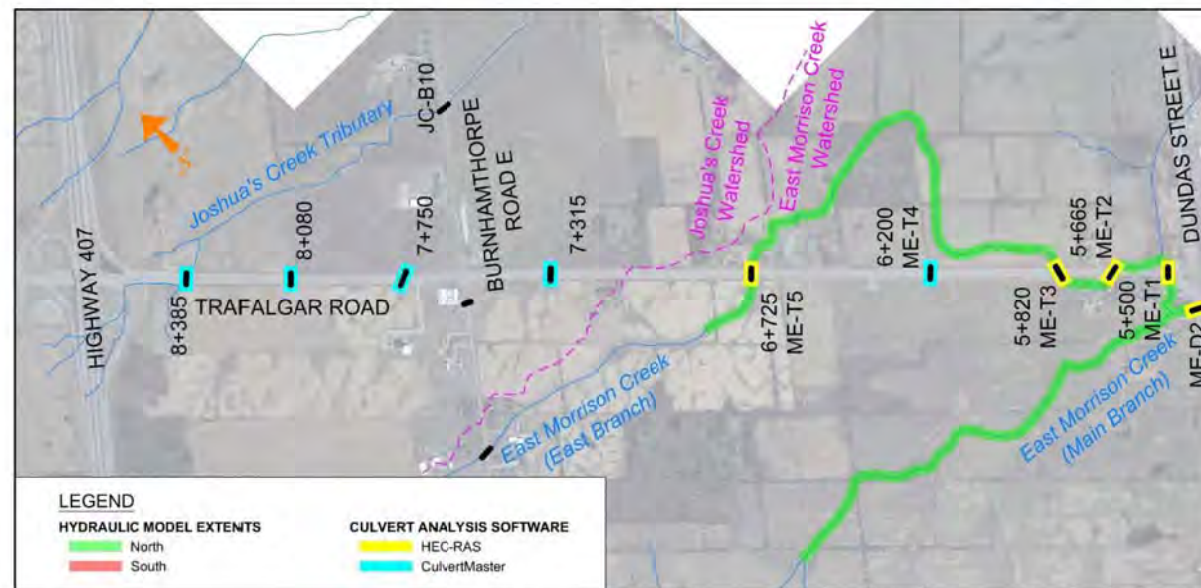 HIGHWAY 407
Joshua's Creek Tributary
JC-B10
BURNHAMTHORPE
ROAD E
8+385
TRAFALGAR ROAD
8+080
7+750
7+315
Joshua's Creek
Watershed
East Morrison Creek
Watershed
6+725
ME-T5
6+200
ME-T4
5+820
ME-T3
5+665
ME-T2
5+500
ME-T1
DUNDAS STREET E
ME-D2
East Morrison Creek
(East Branch)
East Morrison Creek
(Main Branch)
LEGEND
HYDRAULIC MODEL EXTENTS
North
South
CULVERT ANALYSIS SOFTWARE
HEC-RAS
CulvertMaster